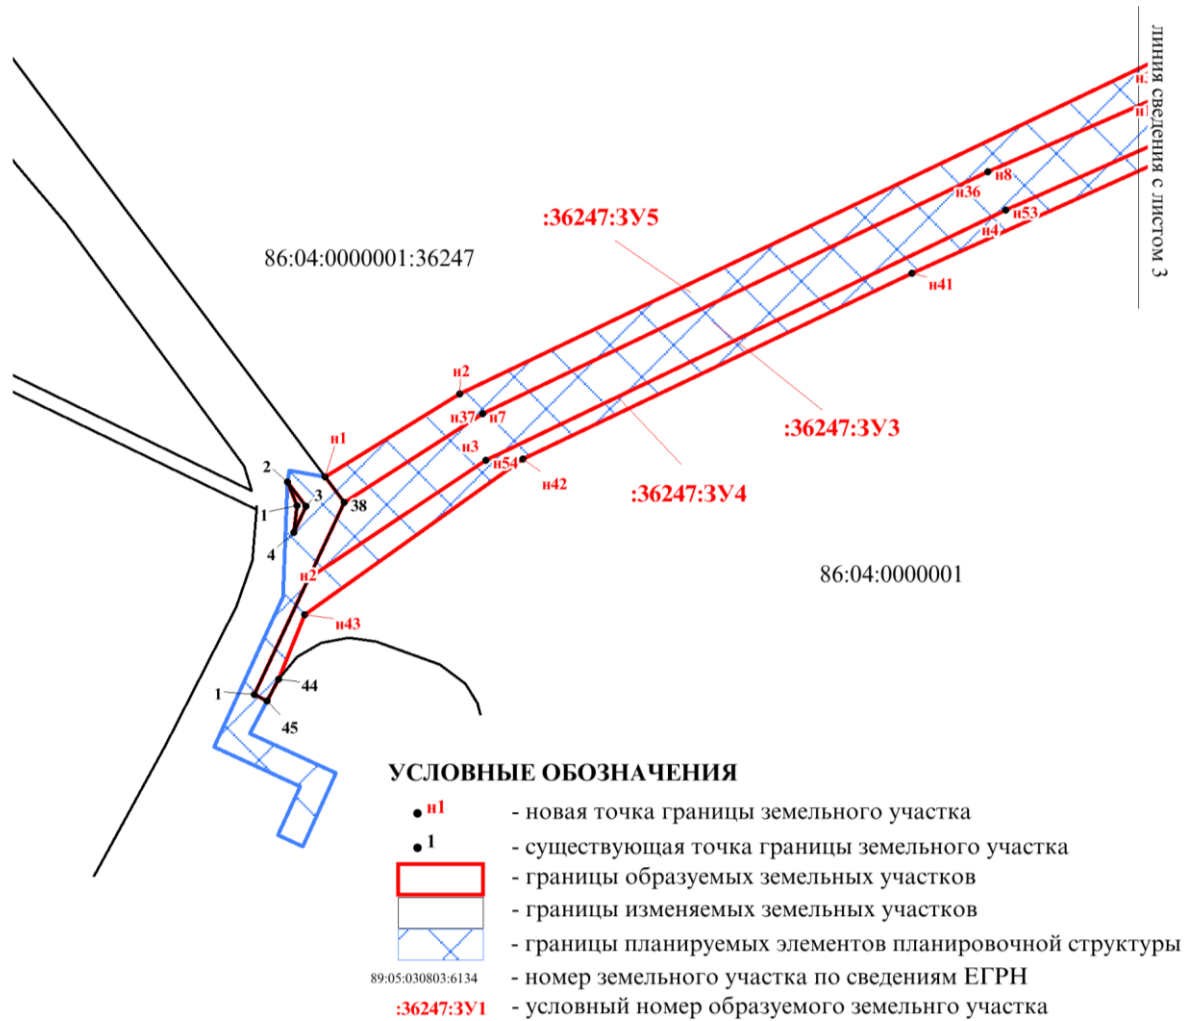 линия сведения с листом 3
н1
н8
н36
:36247:ЗУ5
н53
н4
86:04:0000001:36247
н41
н2
н37 н7
:36247:ЗУ3
н1
н3
2
н54
н42
:36247:ЗУ4
3
38
1
4
н2
86:04:0000001
н43
44
1
45
УСЛОВНЫЕ ОБОЗНАЧЕНИЯ
н1 - новая точка границы земельного участка
1 - существующая точка границы земельного участка
- границы образуемых земельных участков
- границы изменяемых земельных участков
- границы планируемых элементов планировочной структуры
89:05:030803:6134 - номер земельного участка по сведениям ЕГРН
:36247:ЗУ1 - условный номер образуемого земельнго участка